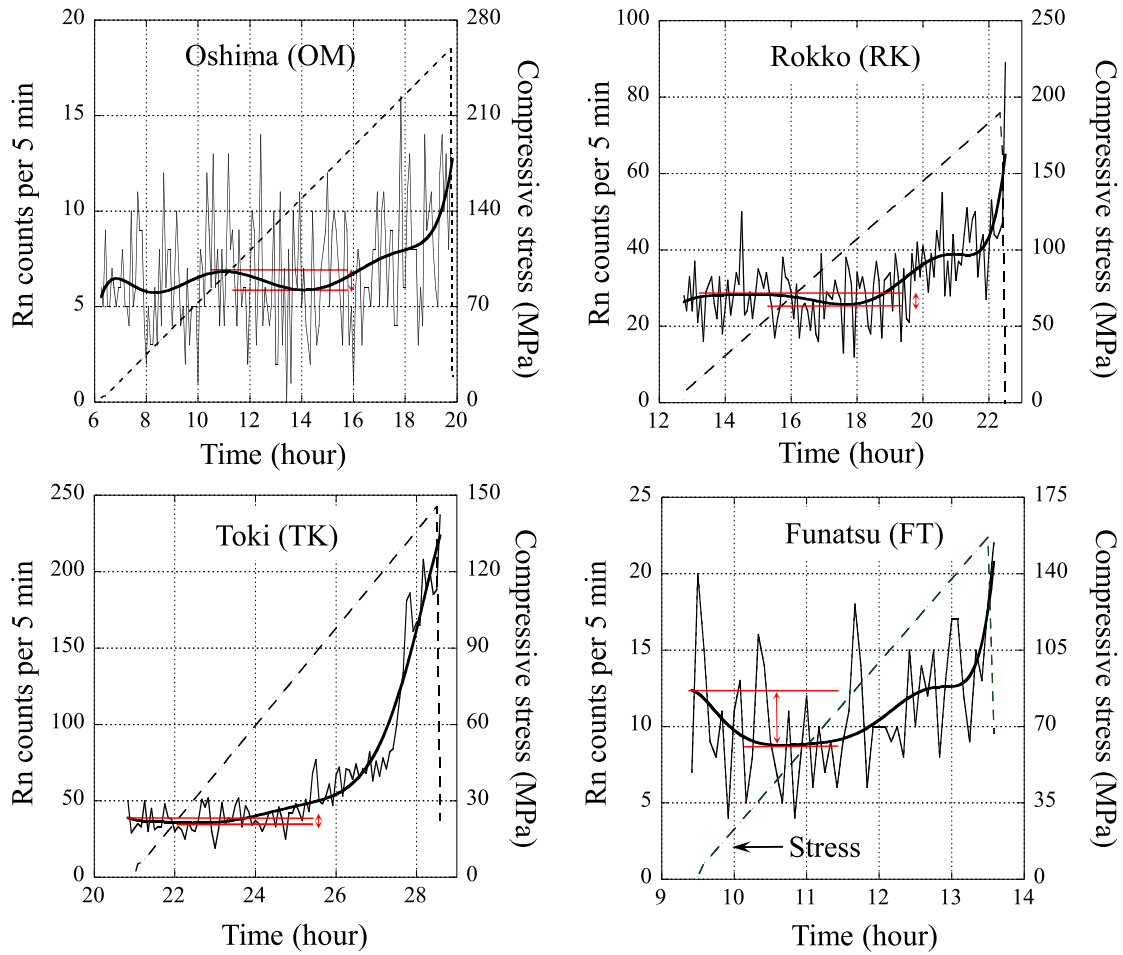 Oshima (OM)
Rn counts per 5 min
20
15
10
5
0
280
210
140
70
0
Compressive stress (MPa)
6 8 10 12 14 16 18 20
Time (hour)
Rokko (RK)
Rn counts per 5 min
100
80
60
40
20
0
250
200
150
100
50
0
Compressive stress (MPa)
12 14 16 18 20 22
Time (hour)
Toki (TK)
Rn counts per 5 min
250
200
150
100
50
0
150
120
90
60
30
0
Compressive stress (MPa)
20 22 24 26 28
Time (hour)
Funatsu (FT)
Rn counts per 5 min
25
20
15
10
5
0
175
140
105
70
35
0
Compressive stress (MPa)
Stress
9 10 11 12 13 14
Time (hour)